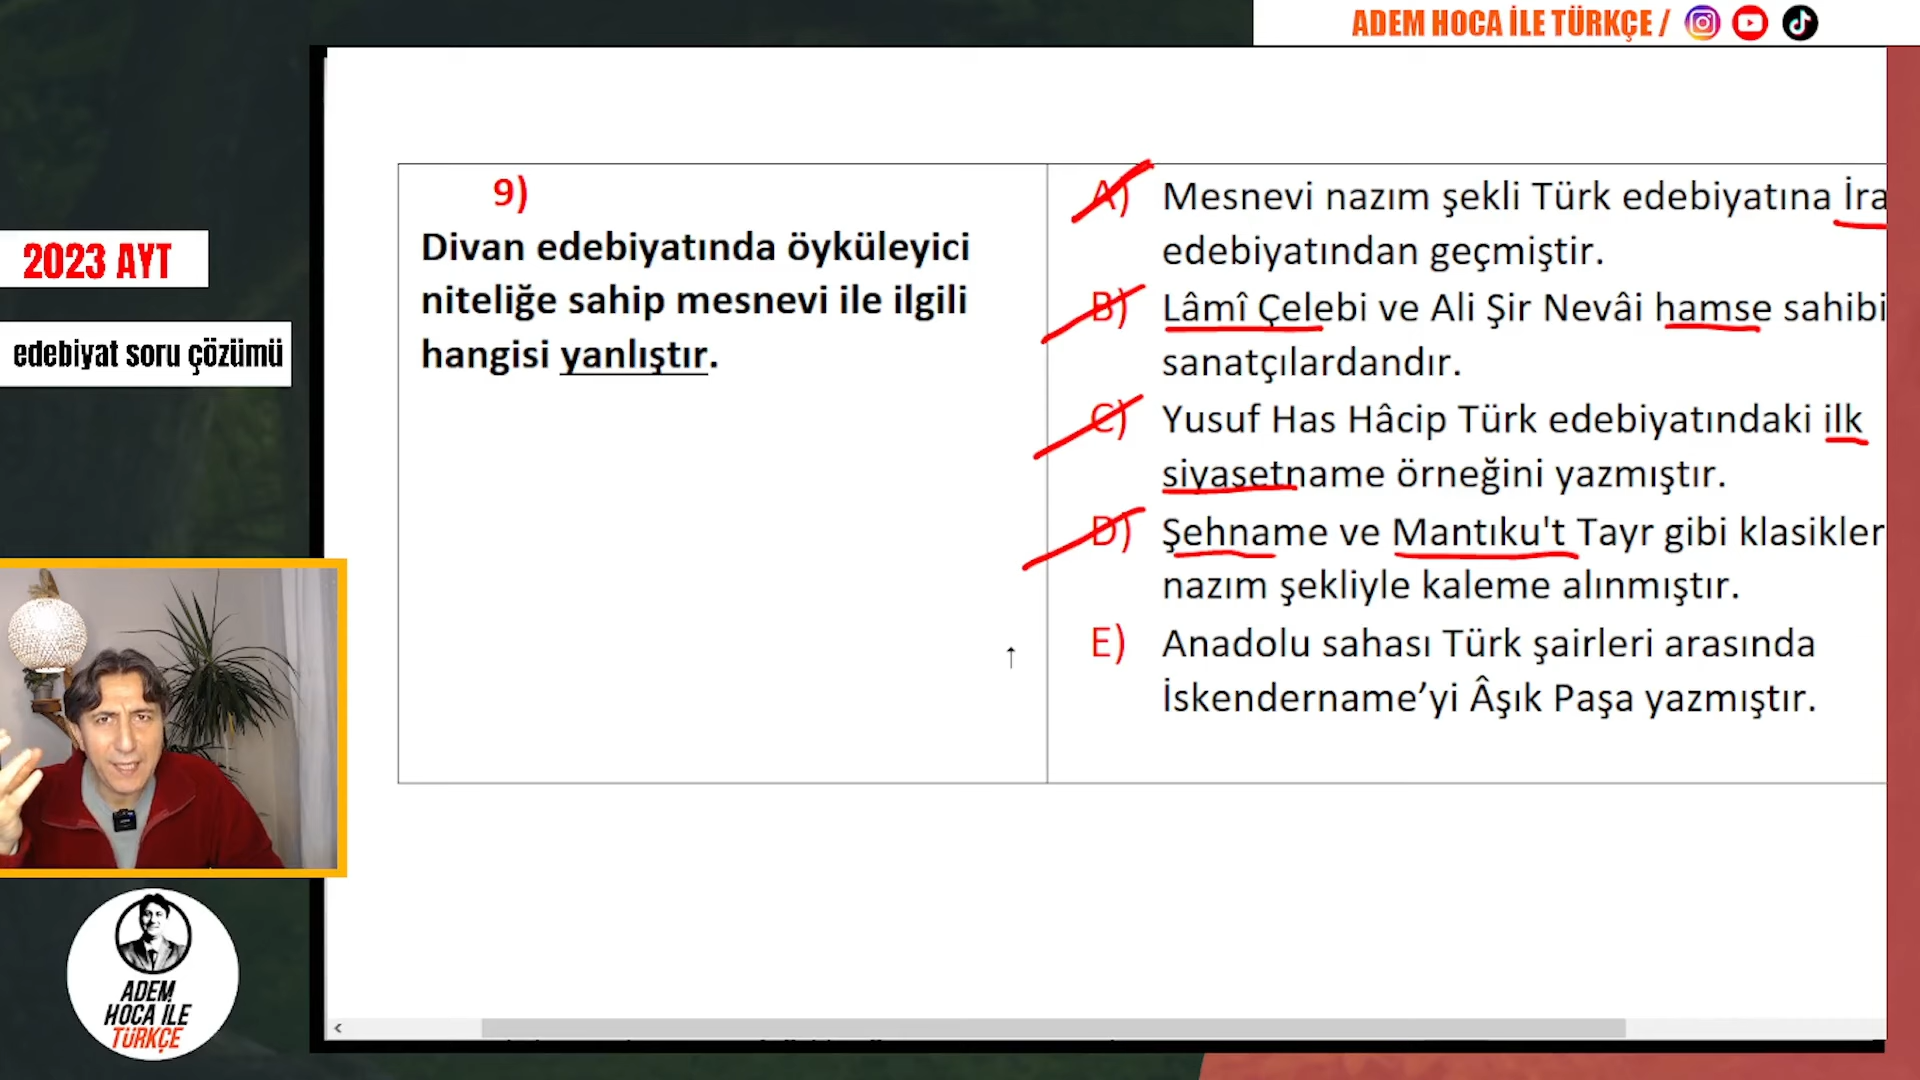 ADEM HOCA İLE TÜRKÇE /
2023 AYT
edebiyat soru çözümü
9)
Divan edebiyatında öyküleyici
niteliğe sahip mesnevi ile ilgili
hangisi yanlıştır.
A) Mesnevi nazım şekli Türk edebiyatına İra
edebiyatından geçmiştir.
B) Lâmî Çelebi ve Ali Şir Nevâi hamse sahibi
sanatçılardandır.
C) Yusuf Has Hâcip Türk edebiyatındaki ilk
siyasetname örneğini yazmıştır.
D) Şehname ve Mantıku't Tayr gibi klasikler
nazım şekliyle kaleme alınmıştır.
E) Anadolu sahası Türk şairleri arasında
İskendername’yi Âşık Paşa yazmıştır.
ADEM
HOCA İLE
TÜRKÇE